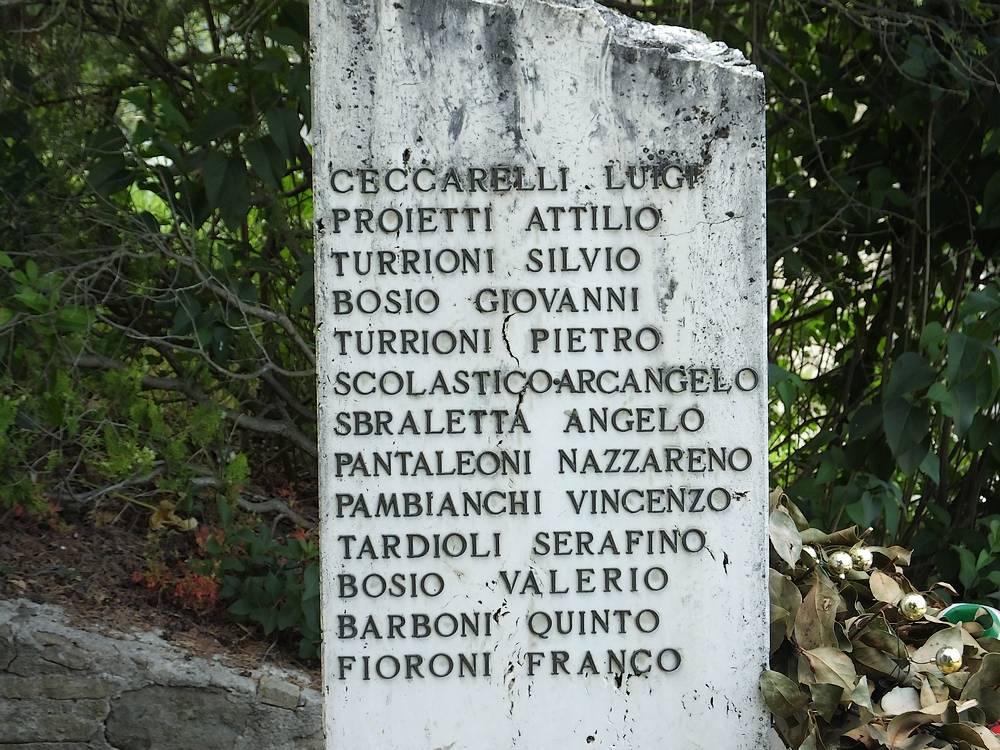 CECCARELLI LUIGI
PROIETTI ATTILIO
TURRIONI SILVIO
BOSIO GIOVANNI
TURRIONI PIETRO
SCOLASTICO ARCANGELO
SBRALETTA ANGELO
PANTALEONI NAZZARENO
PAMBIANCHI VINCENZO
TARDIOLI SERAFINO
BOSIO VALERIO
BARBONI QUINTO
FIORONI FRANCO